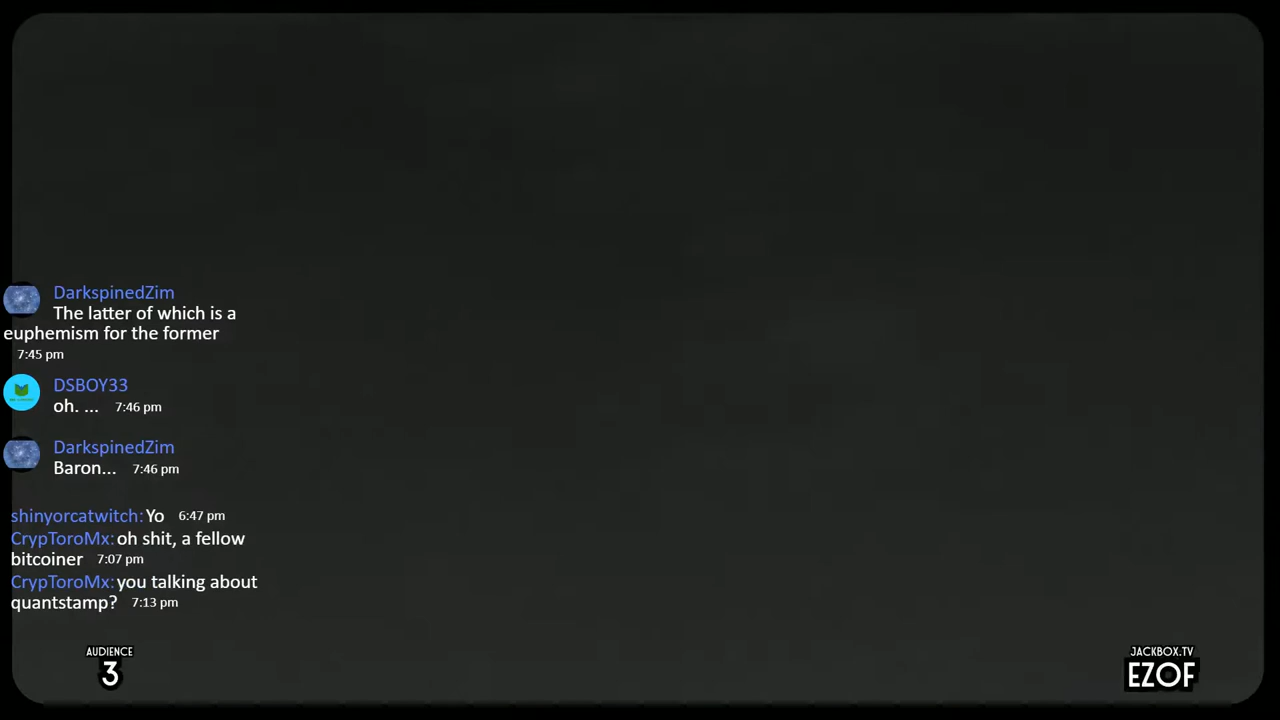 DarkspinedZim
The latter of which is a
euphemism for the former
7:45 pm
DSBOY33
oh. ... 7:46 pm
DarkspinedZim
Baron... 7:46 pm
shinyorcatwitch: Yo 6:47 pm
CrypToroMx: oh shit, a fellow
bitcoiner 7:07 pm
CrypToroMx: you talking about
quantstamp? 7:13 pm
AUDIENCE
3
JACKBOX.TV
EZOF